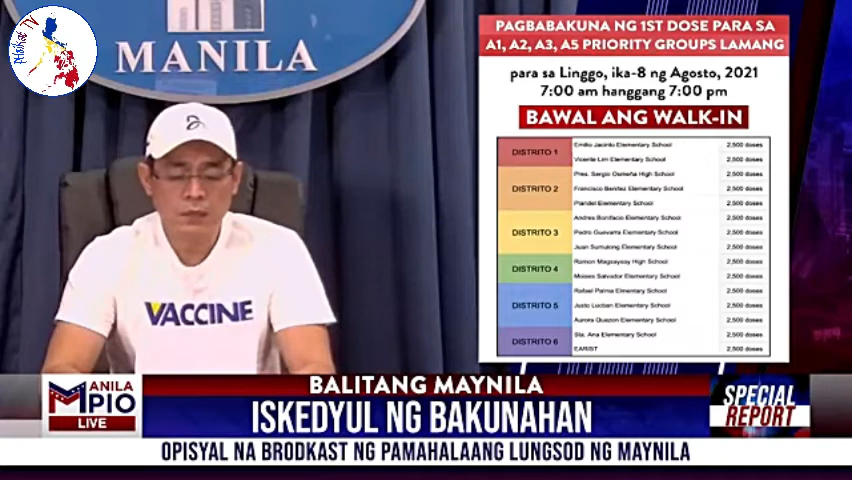 Pilipinas TV
MANILA
VACCINE
PAGBABAKUNA NG 1ST DOSE PARA SA
A1, A2, A3, A5 PRIORITY GROUPS LAMANG
para sa Linggo, ika-8 ng Agosto, 2021
7:00 am hanggang 7:00 pm
BAWAL ANG WALK-IN
DISTRITO 1
Emilio Jacinto Elementary School 2,500 doses
Vicente Lim Elementary School 2,500 doses
DISTRITO 2
Pres. Sergio Osmeña High School 2,500 doses
Francisco Benitez Elementary School 2,500 doses
Plaridel Elementary School 2,500 doses
DISTRITO 3
Andres Bonifacio Elementary School 2,500 doses
Pedro Guevarra Elementary School 2,500 doses
Juan Sumulong Elementary School 2,500 doses
DISTRITO 4
Ramon Magsaysay High School 2,500 doses
Moises Salvador Elementary School 2,500 doses
DISTRITO 5
Rafael Palma Elmentary School 2,500 doses
Justo Lucban Elementary School 2,500 doses
Aurora Quezon Elementary School 2,500 doses
DISTRITO 6
Sta. Ana Elementary School 2,500 doses
EARIST 2,500 doses
BALITANG MAYNILA
MANILA
PIO
LIVE
ISKEDYUL NG BAKUNAHAN
SPECIAL
REPORT
OPISYAL NA BRODKAST NG PAMAHALAANG LUNGSOD NG MAYNILA